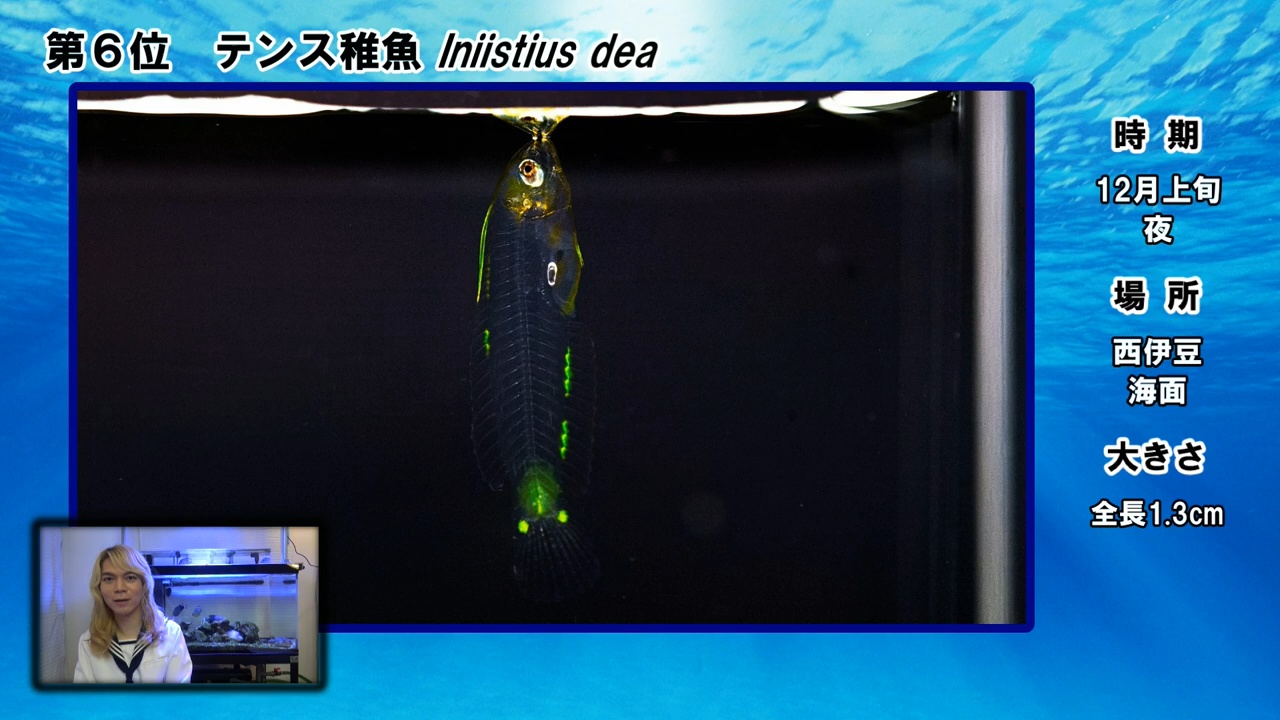 第６位　テンス稚魚 Iniistius dea
時 期
12月上旬
夜
場 所
西伊豆
海面
大きさ
全長1.3cm